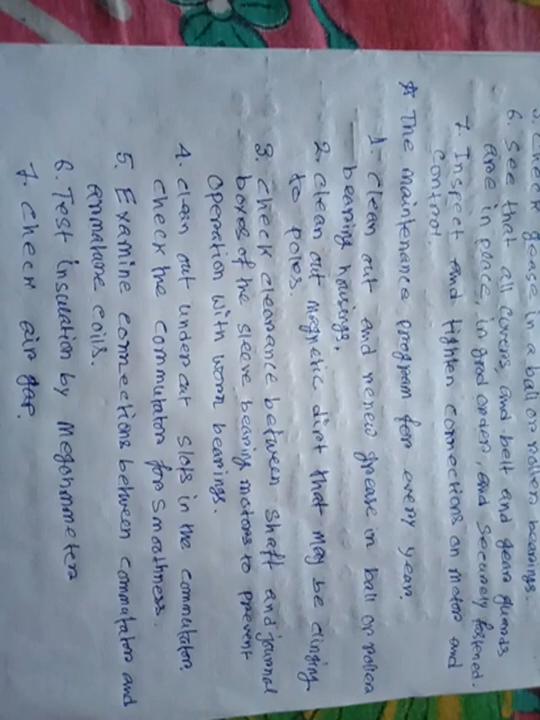 5. check grease in a ball or roller bearings.
6. see that all covers, and belt and gear guards
are in place, in good order, and securely fastened.
7. Inspect and tighten connections on motor and
control.
* The maintenance program for every year.
1. clean out and renew grease in ball or roller
bearing housings.
2. clean out magnetic dirt that may be clinging
to poles.
3. check clearance between shaft and journal
boxes of the sleeve bearing motors to prevent
operation with worn bearings.
4. clean out undercut slots in the commutator,
check the commutator for smoothness.
5. Examine connections between commutator and
armature coils.
6. Test insulation by megohmmeter
7. check air gap.